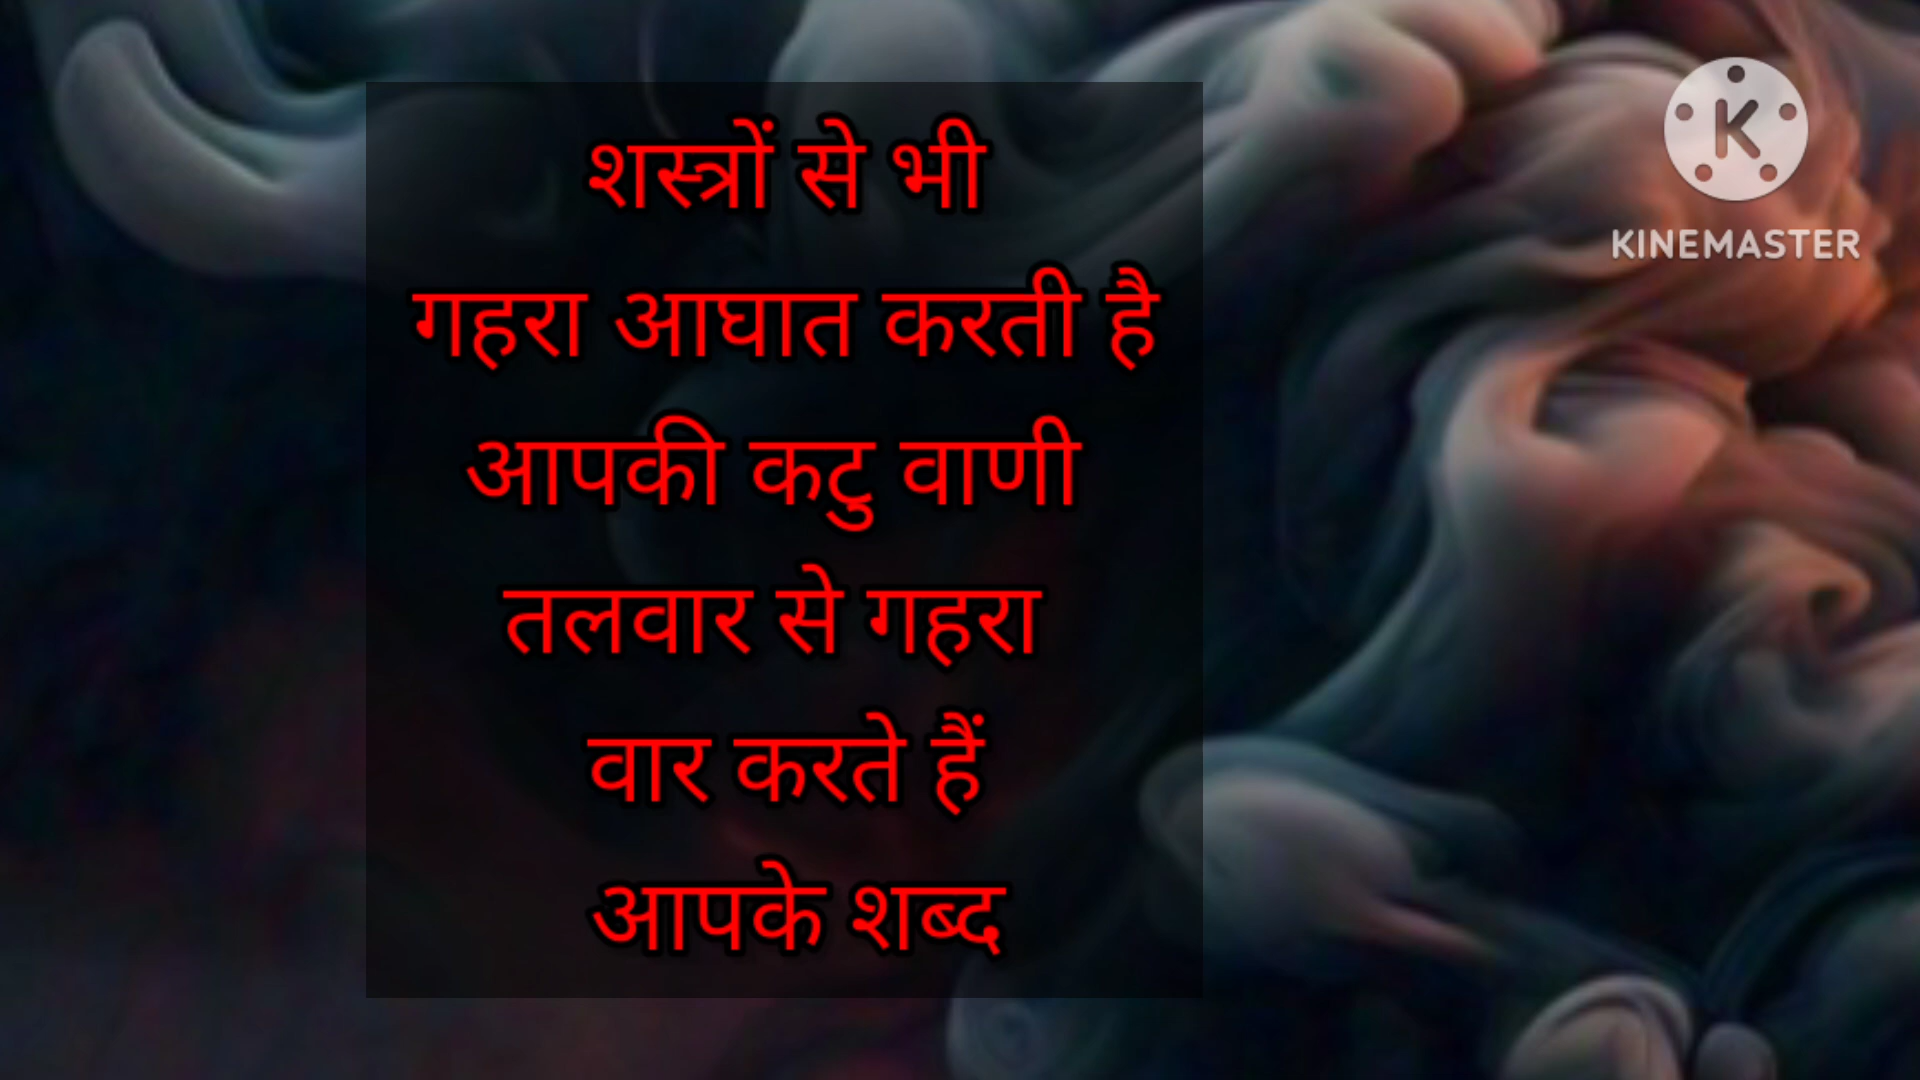 शस्त्रों से भी
गहरा आघात करती है
आपकी कटु वाणी
तलवार से गहरा
वार करते हैं
आपके शब्द
K
KINEMASTER